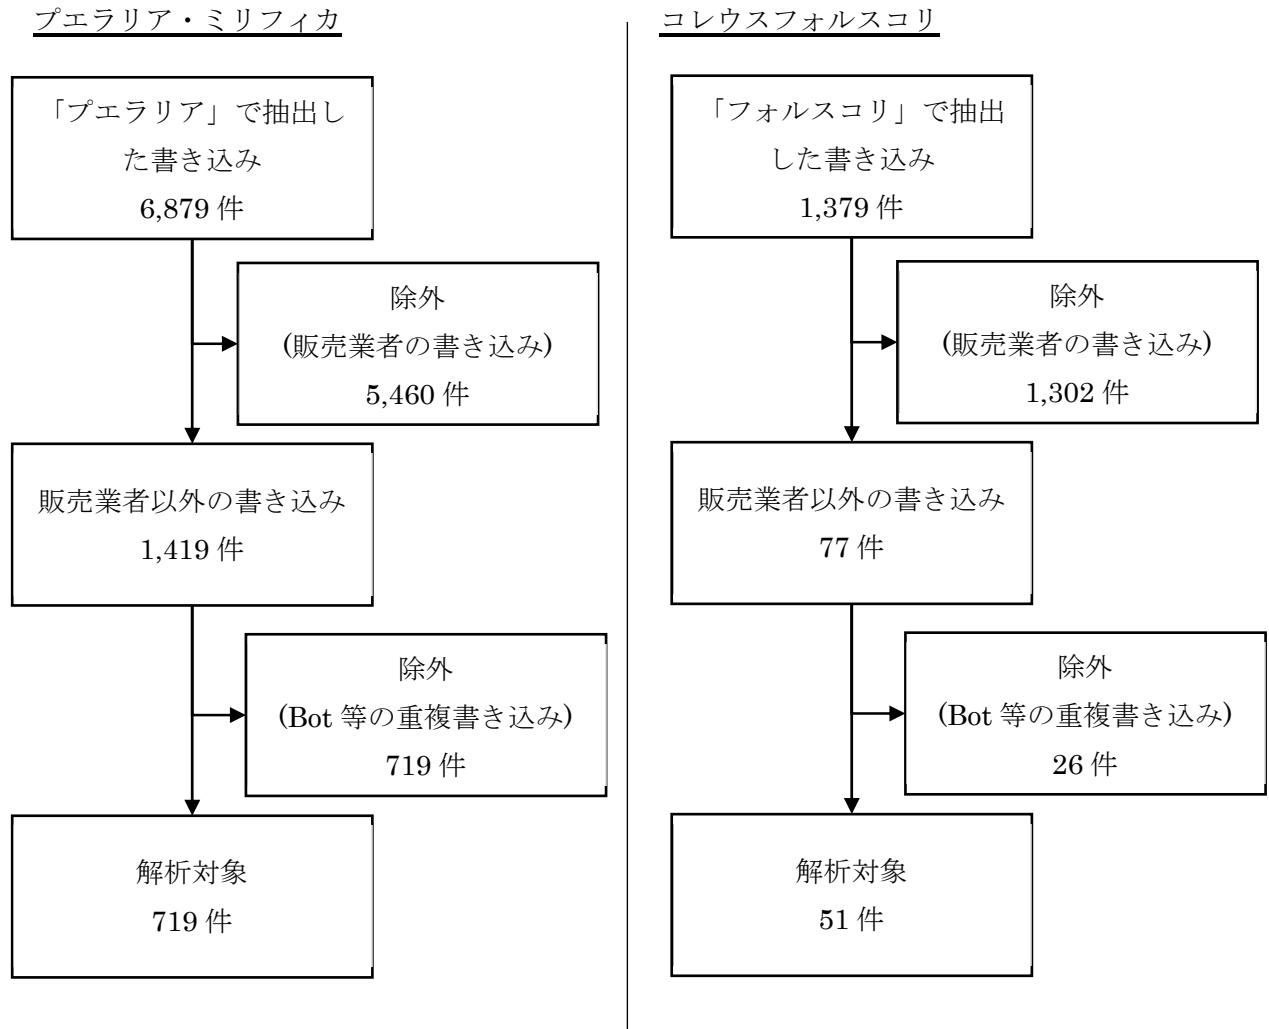 プエラリア・ミリフィカ
「プエラリア」で抽出し
た書き込み
6,879 件
除外
(販売業者の書き込み)
5,460 件
販売業者以外の書き込み
1,419 件
除外
(Bot 等の重複書き込み)
719 件
解析対象
719 件
コレウスフォルスコリ
「フォルスコリ」で抽出
した書き込み
1,379 件
除外
(販売業者の書き込み)
1,302 件
販売業者以外の書き込み
77 件
除外
(Bot 等の重複書き込み)
26 件
解析対象
51 件